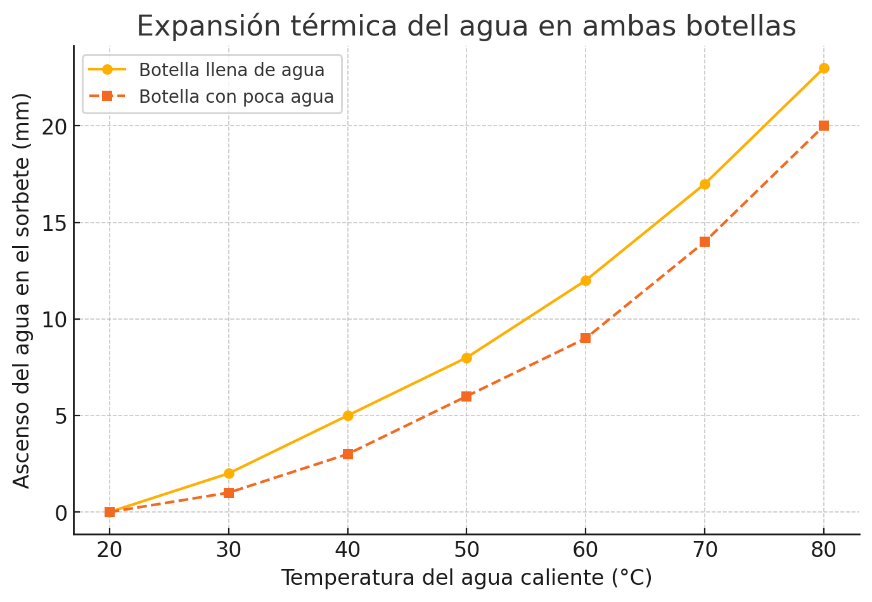 Expansión térmica del agua en ambas botellas
Botella llena de agua
Botella con poca agua
Ascenso del agua en el sorbete (mm)
20
15
10
5
0
20 30 40 50 60 70 80
Temperatura del agua caliente (°C)